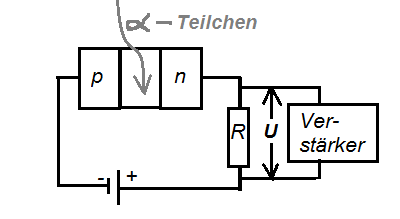 α – Teilchen
p
n
R
U
Ver-
stärker
- +